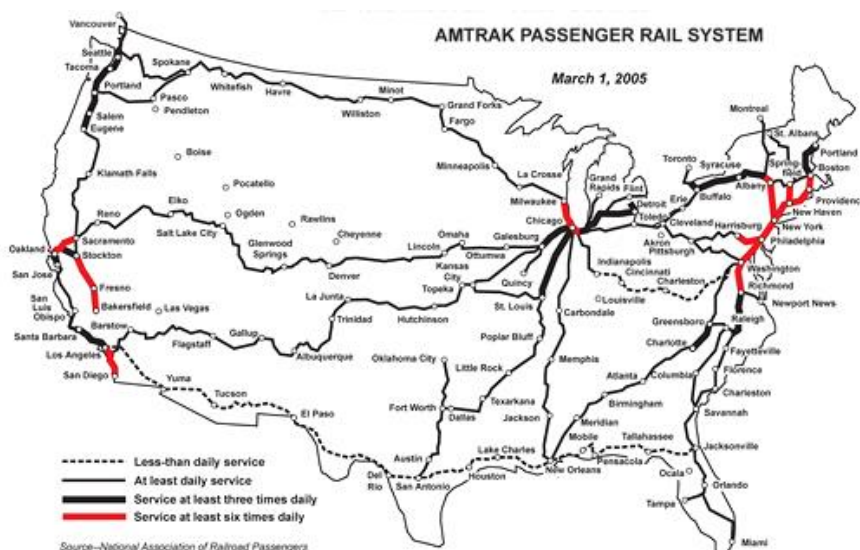 AMTRAK PASSENGER RAIL SYSTEM
March 1, 2005
Vancouver
Seattle
Tacoma
Spokane
Whitefish
Havre
Minot
Williston
Grand Forks
Fargo
Portland
Pasco
Pendleton
Salem
Eugene
Boise
Klamath Falls
Pocatello
Minneapolis
La Crosse
Milwaukee
Grand
Rapids
Flint
Detroit
Chicago
Toledo
Montreal
St. Albans
Toronto
Syracuse
Spring-
field
Portland
Boston
Buffalo
Albany
Providence
Erie
New Haven
Cleveland
Harrisburg
New York
Akron
Pittsburgh
Philadelphia
Elko
Reno
Ogden
Rawlins
Salt Lake City
Cheyenne
Glenwood
Springs
Denver
Lincoln
Omaha
Ottumwa
Galesburg
Oakland
Sacramento
Stockton
San Jose
Fresno
San
Luis
Obispo
Bakersfield
Las Vegas
Santa Barbara
Barstow
Los Angeles
San Diego
Kansas
City
Topeka
Quincy
St. Louis
Indianapolis
Cincinnati
Charleston
Louisville
Washington
Richmond
Newport News
La Junta
Trinidad
Hutchinson
Flagstaff
Gallup
Albuquerque
Poplar Bluff
Carbondale
Greensboro
Raleigh
Charlotte
Fayetteville
Oklahoma City
Little Rock
Memphis
Atlanta
Columbia
Florence
Charleston
Yuma
Tucson
El Paso
Fort Worth
Dallas
Texarkana
Jackson
Birmingham
Meridian
Savannah
Austin
Lake Charles
Mobile
Tallahassee
Jacksonville
Del
Rio
San Antonio
Houston
New Orleans
Pensacola
Ocala
Orlando
Tampa
Miami
Less-than daily service
At least daily service
Service at least three times daily
Service at least six times daily
Source--National Association of Railroad Passengers